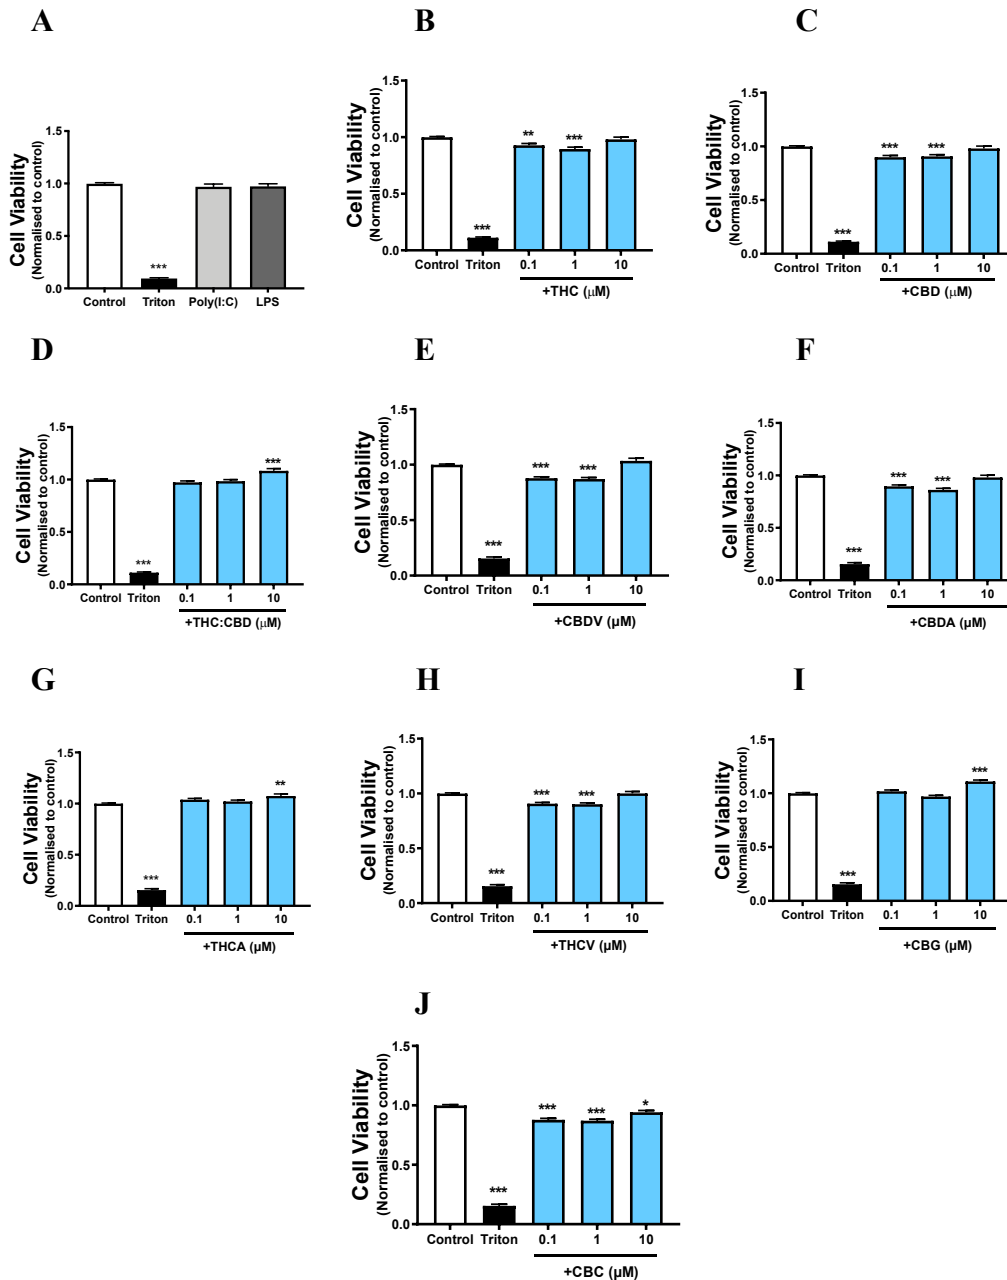 A
B
C
Cell Viability
(Normalised to control)
1.5
1.0
0.5
0.0
***
Control Triton Poly(I:C) LPS
Cell Viability
(Normalised to control)
1.5
1.0
0.5
0.0
*** ** ***
Control Triton 0.1 1 10
+THC (μM)
Cell Viability
(Normalised to control)
1.5
1.0
0.5
0.0
*** *** ***
Control Triton 0.1 1 10
+CBD (μM)
D
E
F
Cell Viability
(Normalised to control)
1.5
1.0
0.5
0.0
*** ***
Control Triton 0.1 1 10
+THC:CBD (μM)
Cell Viability
(Normalised to control)
1.5
1.0
0.5
0.0
*** *** ***
Control Triton 0.1 1 10
+CBDV (μM)
Cell Viability
(Normalised to control)
1.5
1.0
0.5
0.0
*** *** ***
Control Triton 0.1 1 10
+CBDA (μM)
G
H
I
Cell Viability
(Normalised to control)
1.5
1.0
0.5
0.0
*** **
Control Triton 0.1 1 10
+THCA (μM)
Cell Viability
(Normalised to control)
1.5
1.0
0.5
0.0
*** *** ***
Control Triton 0.1 1 10
+THCV (μM)
Cell Viability
(Normalised to control)
1.5
1.0
0.5
0.0
*** ***
Control Triton 0.1 1 10
+CBG (μM)
J
Cell Viability
(Normalised to control)
1.5
1.0
0.5
0.0
*** *** *** *
Control Triton 0.1 1 10
+CBC (μM)